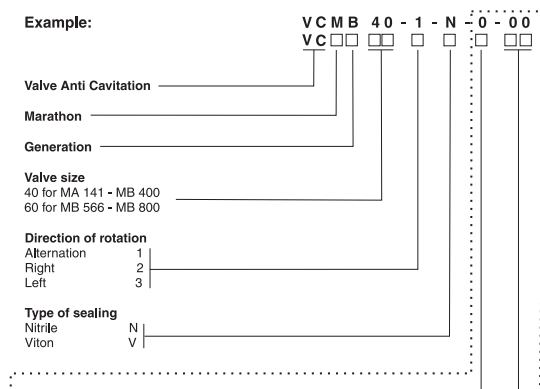 Example:
V C M B 4 0 - 1 - N - 0 - 0 0
V C □ □ □ □ □ □ □ □ □
Valve Anti Cavitation
Marathon
Generation
Valve size
40 for MA 141 - MB 400
60 for MB 566 - MB 800
Direction of rotation
Alternation 1
Right 2
Left 3
Type of sealing
Nitrile N
Viton V